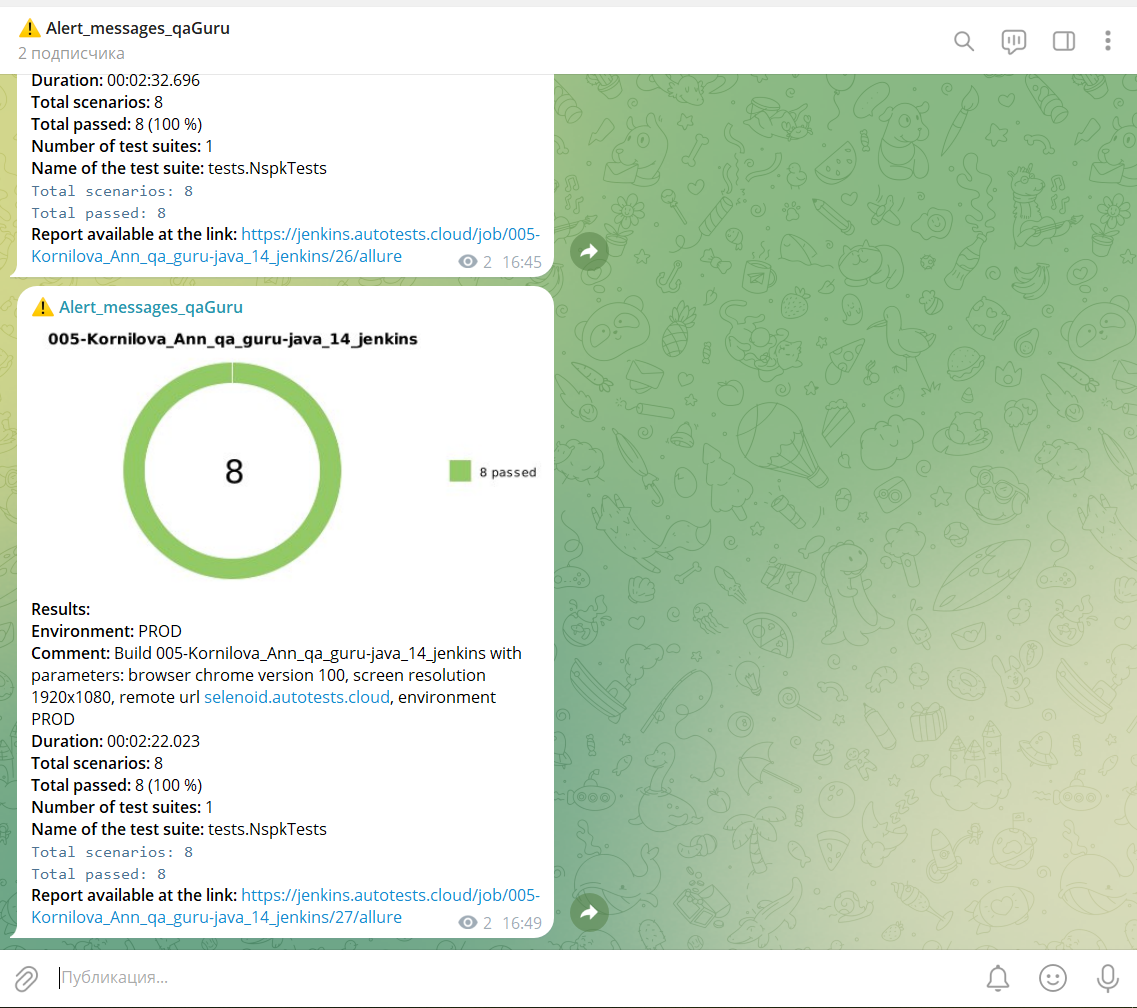 Alert_messages_qaGuru
2 подписчика
Duration: 00:02:32.696
Total scenarios: 8
Total passed: 8 (100 %)
Number of test suites: 1
Name of the test suite: tests.NspkTests
Total scenarios: 8
Total passed: 8
Report available at the link: https://jenkins.autotests.cloud/job/005-
Kornilova_Ann_qa_guru-java_14_jenkins/26/allure
2 16:45
Alert_messages_qaGuru
005-Kornilova_Ann_qa_guru-java_14_jenkins
8
8 passed
Results:
Environment: PROD
Comment: Build 005-Kornilova_Ann_qa_guru-java_14_jenkins with
parameters: browser chrome version 100, screen resolution
1920x1080, remote url selenoid.autotests.cloud, environment
PROD
Duration: 00:02:22.023
Total scenarios: 8
Total passed: 8 (100 %)
Number of test suites: 1
Name of the test suite: tests.NspkTests
Total scenarios: 8
Total passed: 8
Report available at the link: https://jenkins.autotests.cloud/job/005-
Kornilova_Ann_qa_guru-java_14_jenkins/27/allure
2 16:49
Публикация...